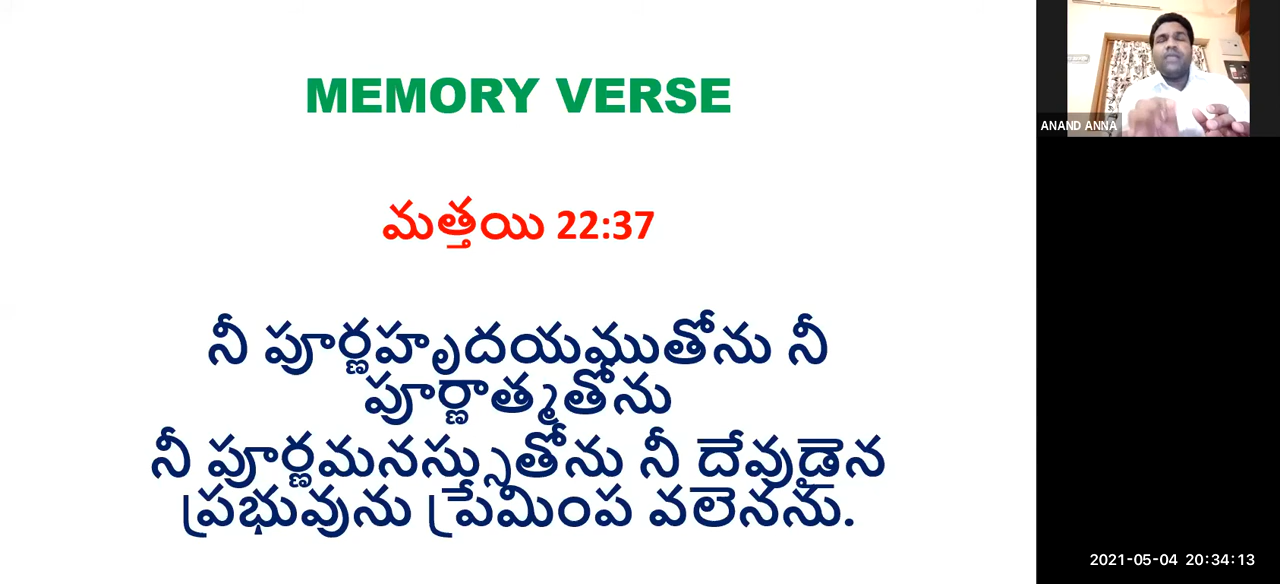 MEMORY VERSE
మత్తయి 22:37
నీ పూర్ణహృదయముతోను నీ
పూర్ణాత్మతోను
నీ పూర్ణమనస్సుతోను నీ దేవుడైన
ప్రభువును ప్రేమింప వలెనను.
ANAND ANNA
2021-05-04 20:34:13